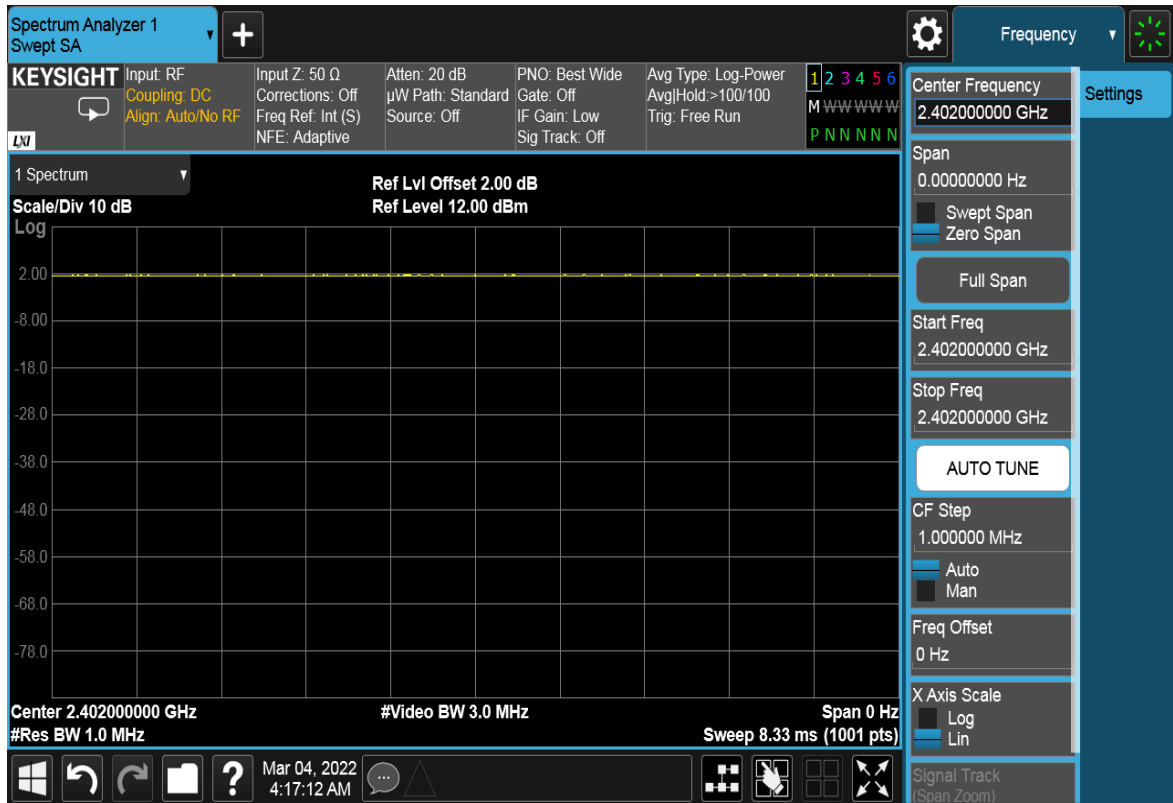 Spectrum Analyzer 1
Swept SA
+
Frequency
KEYSIGHT
LXI
Input: RF
Coupling: DC
Align: Auto/No RF
Input Z: 50 Ω
Corrections: Off
Freq Ref: Int (S)
NFE: Adaptive
Atten: 20 dB
µW Path: Standard
Source: Off
PNO: Best Wide
Gate: Off
IF Gain: Low
Sig Track: Off
Avg Type: Log-Power
Avg|Hold:>100/100
Trig: Free Run
1 2 3 4 5 6
M W W W W W
P N N N N N
1 Spectrum
Scale/Div 10 dB
Ref Lvl Offset 2.00 dB
Ref Level 12.00 dBm
Log
2.00
-8.00
-18.0
-28.0
-38.0
-48.0
-58.0
-68.0
-78.0
Center 2.402000000 GHz
#Video BW 3.0 MHz
Span 0 Hz
#Res BW 1.0 MHz
Sweep 8.33 ms (1001 pts)
?
Mar 04, 2022
4:17:12 AM
Center Frequency
2.402000000 GHz
Settings
Span
0.00000000 Hz
Swept Span
Zero Span
Full Span
Start Freq
2.402000000 GHz
Stop Freq
2.402000000 GHz
AUTO TUNE
CF Step
1.000000 MHz
Auto
Man
Freq Offset
0 Hz
X Axis Scale
Log
Lin
Signal Track
(Span Zoom)